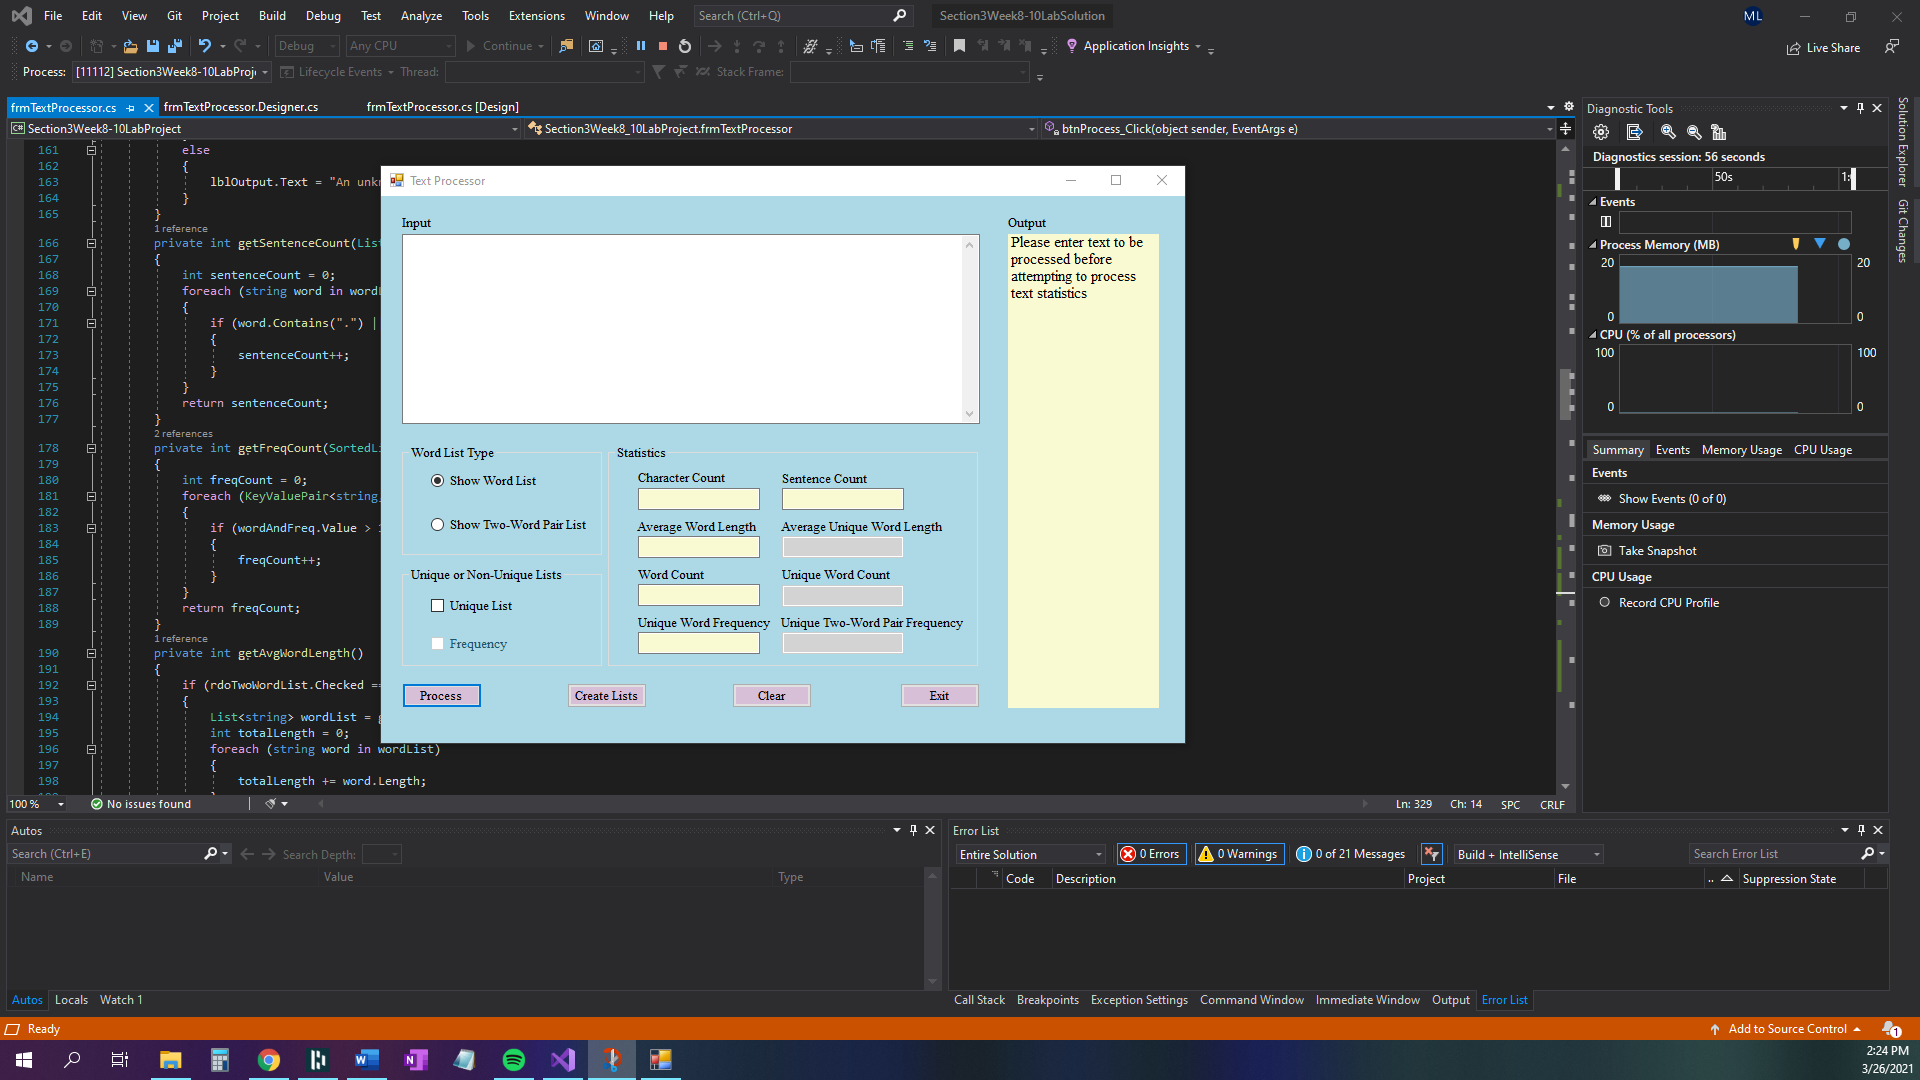 File Edit View Git Project Build Debug Test Analyze Tools Extensions Window Help Search (Ctrl+Q) Section3Week8-10LabSolution ML
Debug Any CPU Continue Application Insights Live Share
Process: [11112] Section3Week8-10LabProj Lifecycle Events Thread: Stack Frame:
frmTextProcessor.cs frmTextProcessor.Designer.cs frmTextProcessor.cs [Design]
C# Section3Week8-10LabProject Section3Week8_10LabProject.frmTextProcessor btnProcess_Click(object sender, EventArgs e)
161 else
162 {
163 lblOutput.Text = "An unkn
164 }
165 }
1 reference
166 private int getSentenceCount(List
167 {
168 int sentenceCount = 0;
169 foreach (string word in wordL
170 {
171 if (word.Contains(".") |
172 {
173 sentenceCount++;
174 }
175 }
176 return sentenceCount;
177 }
2 references
178 private int getFreqCount(SortedLi
179 {
180 int freqCount = 0;
181 foreach (KeyValuePair<string,
182 {
183 if (wordAndFreq.Value > 1
184 {
185 freqCount++;
186 }
187 }
188 return freqCount;
189 }
1 reference
190 private int getAvgWordLength()
191 {
192 if (rdoTwoWordList.Checked ==
193 {
194 List<string> wordList = g
195 int totalLength = 0;
196 foreach (string word in wordList)
197 {
198 totalLength += word.Length;
Text Processor
Input
Output
Please enter text to be
processed before
attempting to process
text statistics
Word List Type
Show Word List
Show Two-Word Pair List
Unique or Non-Unique Lists
Unique List
Frequency
Statistics
Character Count Sentence Count
Average Word Length Average Unique Word Length
Word Count Unique Word Count
Unique Word Frequency Unique Two-Word Pair Frequency
Process Create Lists Clear Exit
100 % No issues found Ln: 329 Ch: 14 SPC CRLF
Diagnostic Tools
Diagnostics session: 56 seconds
50s
Events
Process Memory (MB)
20 20
0 0
CPU (% of all processors)
100 100
0 0
Summary Events Memory Usage CPU Usage
Events
Show Events (0 of 0)
Memory Usage
Take Snapshot
CPU Usage
Record CPU Profile
Solution Explorer
Git Changes
Autos
Search (Ctrl+E) Search Depth:
Name Value Type
Autos Locals Watch 1
Error List
Entire Solution 0 Errors 0 Warnings 0 of 21 Messages Build + IntelliSense Search Error List
Code Description Project File .. Suppression State
Call Stack Breakpoints Exception Settings Command Window Immediate Window Output Error List
Ready Add to Source Control 1
2:24 PM
3/26/2021